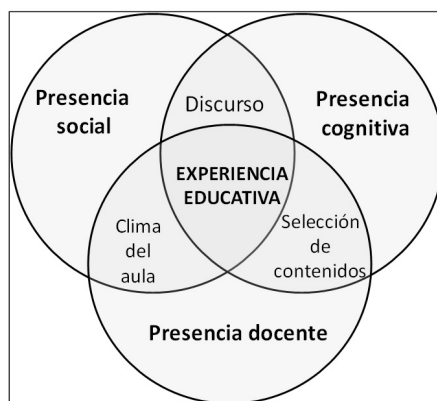 Presencia
social
Discurso
Presencia
cognitiva
EXPERIENCIA
EDUCATIVA
Clima
del
aula
Selección
de
contenidos
Presencia docente